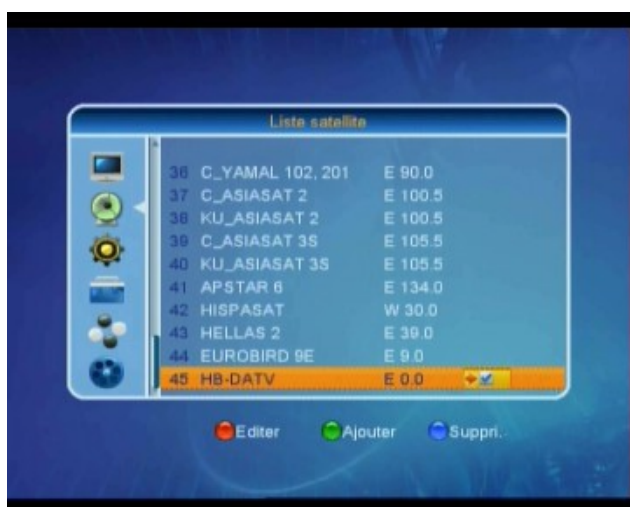 Liste satellite
36 C_YAMAL 102, 201 E 90.0
37 C_ASIASAT 2 E 100.5
38 KU_ASIASAT 2 E 100.5
39 C_ASIASAT 3S E 105.5
40 KU_ASIASAT 3S E 105.5
41 APSTAR 6 E 134.0
42 HISPASAT W 30.0
43 HELLAS 2 E 39.0
44 EUROBIRD 9E E 9.0
45 HB-DATV E 0.0
Editer Ajouter Suppri.